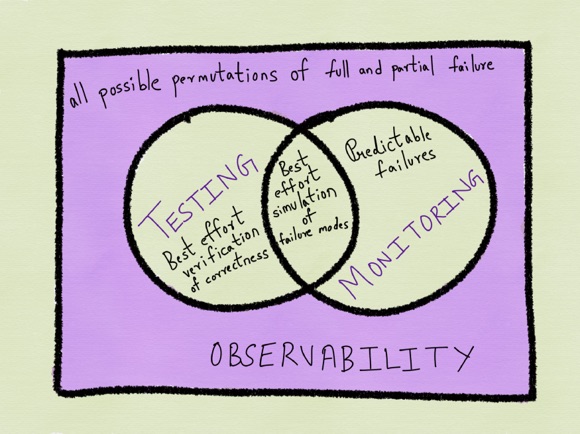 all possible permutations of full and partial failure
TESTING
Best effort
verification
of correctness
Best
effort
simulation
of
failure modes
Predictable
failures
MONITORING
OBSERVABILITY